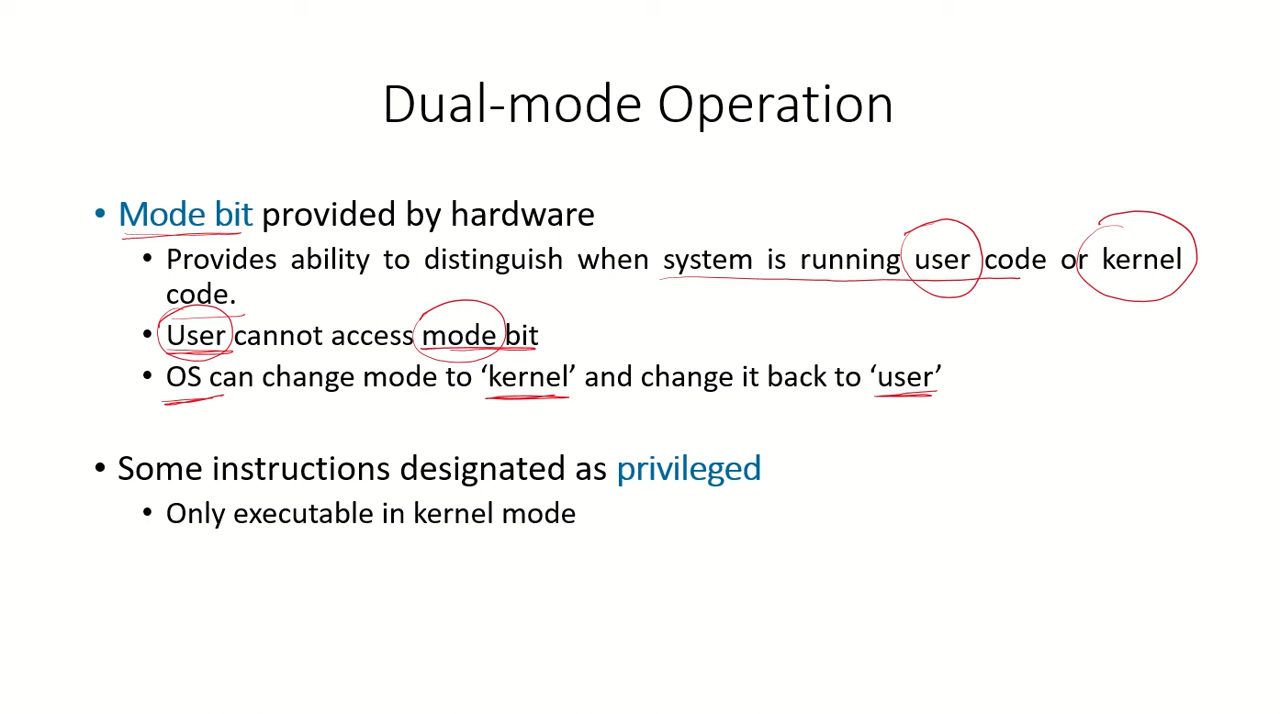 Dual-mode Operation
• Mode bit provided by hardware
• Provides ability to distinguish when system is running user code or kernel
code.
• User cannot access mode bit
• OS can change mode to ‘kernel’ and change it back to ‘user’
• Some instructions designated as privileged
• Only executable in kernel mode